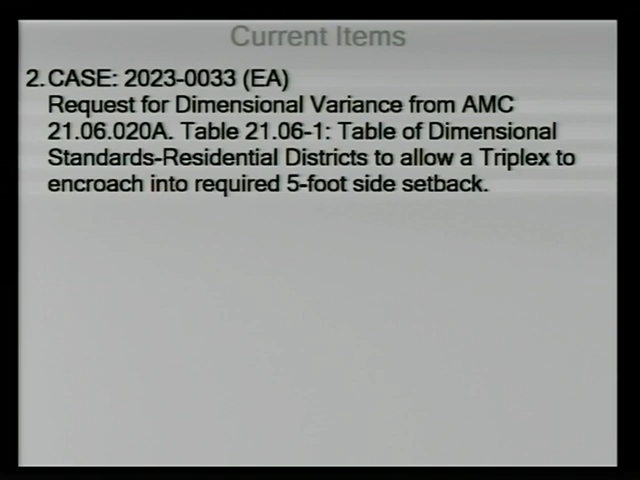 Current Items
2. CASE: 2023-0033 (EA)
Request for Dimensional Variance from AMC
21.06.020A. Table 21.06-1: Table of Dimensional
Standards-Residential Districts to allow a Triplex to
encroach into required 5-foot side setback.